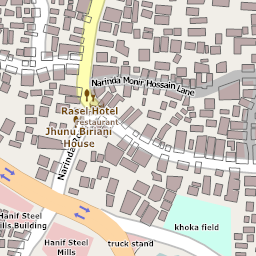 Narinda Monir Hossain Lane
Rasel Hotel
restaurant
Jhunu Biriani
House
Narinda
khoka field
Hanif Steel
Mills Building
Hanif Steel
Mills
truck stand